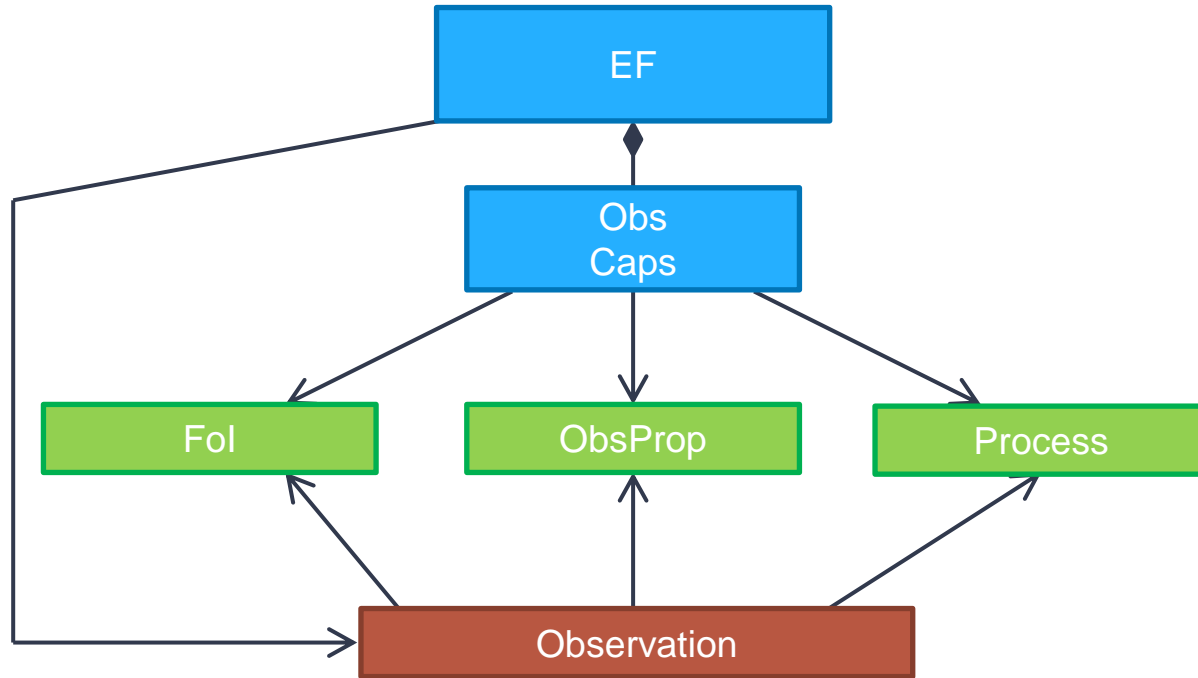 EF
Obs
Caps
FoI
ObsProp
Process
Observation